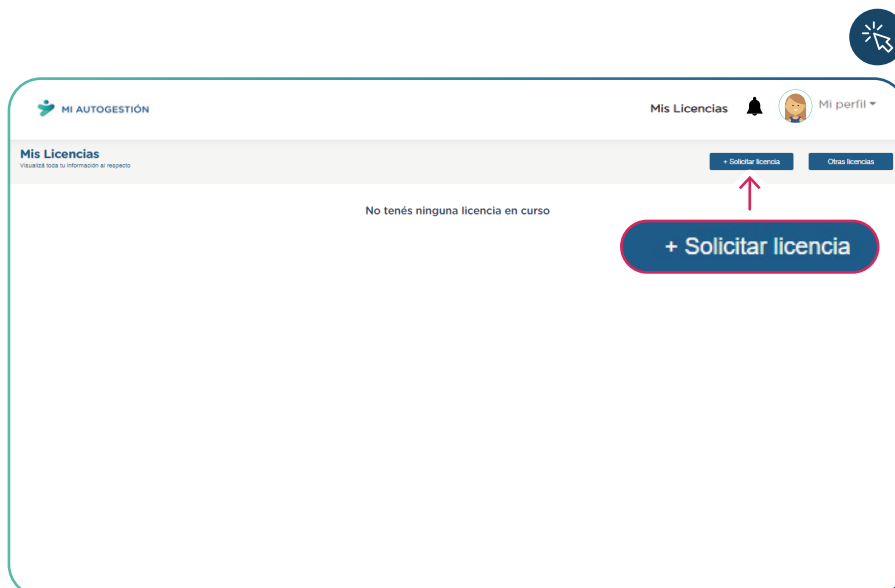 MI AUTOGESTIÓN
Mis Licencias
Mi perfil
Mis Licencias
Visualizá toda tu información al respecto
+ Solicitar licencia
Otras licencias
No tenés ninguna licencia en curso
+ Solicitar licencia